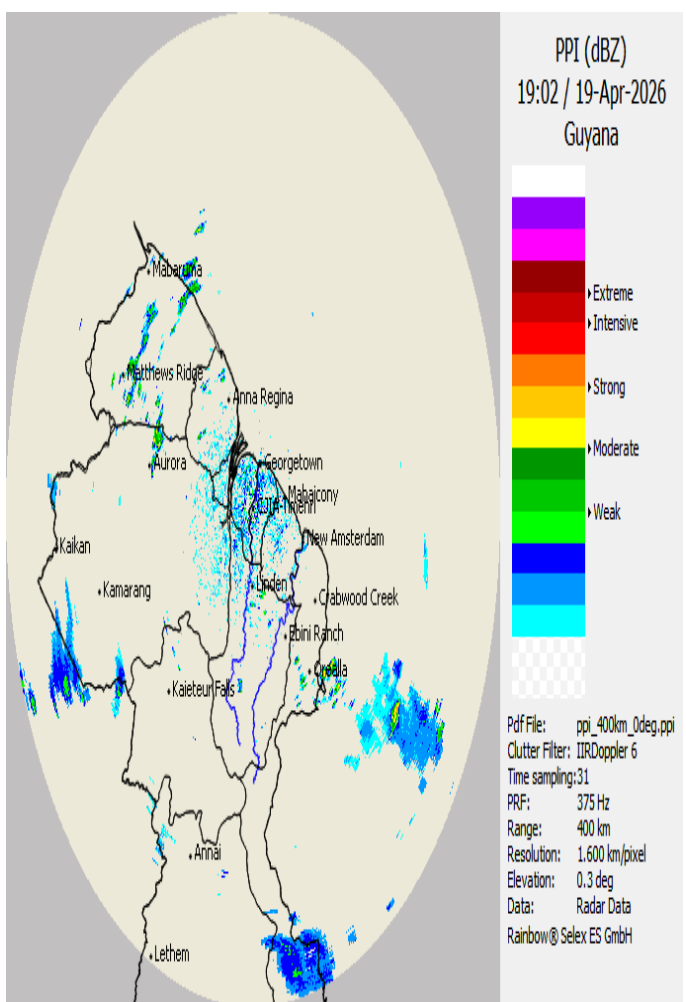 PPI (dBZ)
19:02 / 19-Apr-2026
Guyana
Extreme
Intensive
Strong
Moderate
Weak
Mabaruma
Matthews Ridge
Anna Regina
Aurora
Georgetown
Mahaicony
CJIA-Timehri
New Amsterdam
Kaikan
Kamarang
Linden
Crabwood Creek
Ebini Ranch
Orealla
Kaieteur Falls
Annai
Lethem
Pdf File: ppi_400km_0deg.ppi
Clutter Filter: IIRDoppler 6
Time sampling:31
PRF: 375 Hz
Range: 400 km
Resolution: 1.600 km/pixel
Elevation: 0.3 deg
Data: Radar Data
Rainbow® Selex ES GmbH